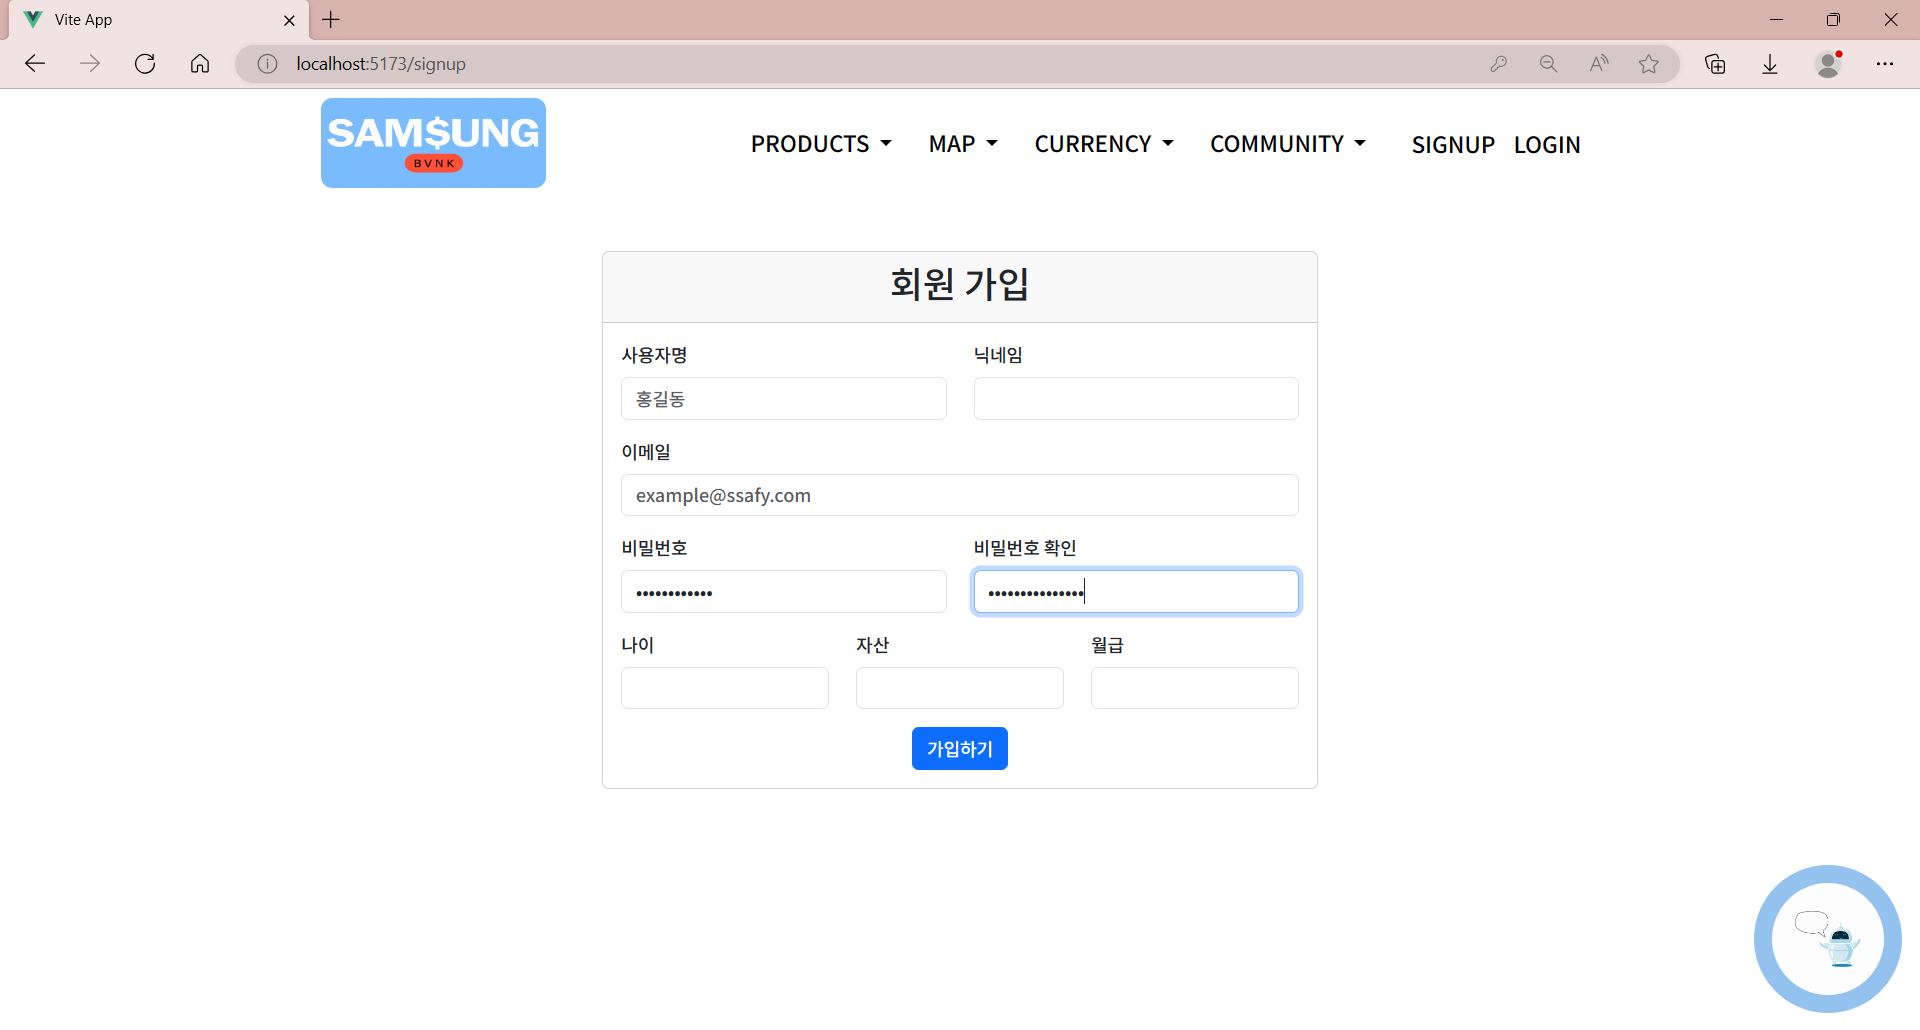 Vite App
localhost:5173/signup
SAM$UNG
BVNK
PRODUCTS MAP CURRENCY COMMUNITY SIGNUP LOGIN
회원 가입
사용자명 닉네임
홍길동
이메일
example@ssafy.com
비밀번호 비밀번호 확인
•••••••••••• •••••••••••••••
나이 자산 월급
가입하기